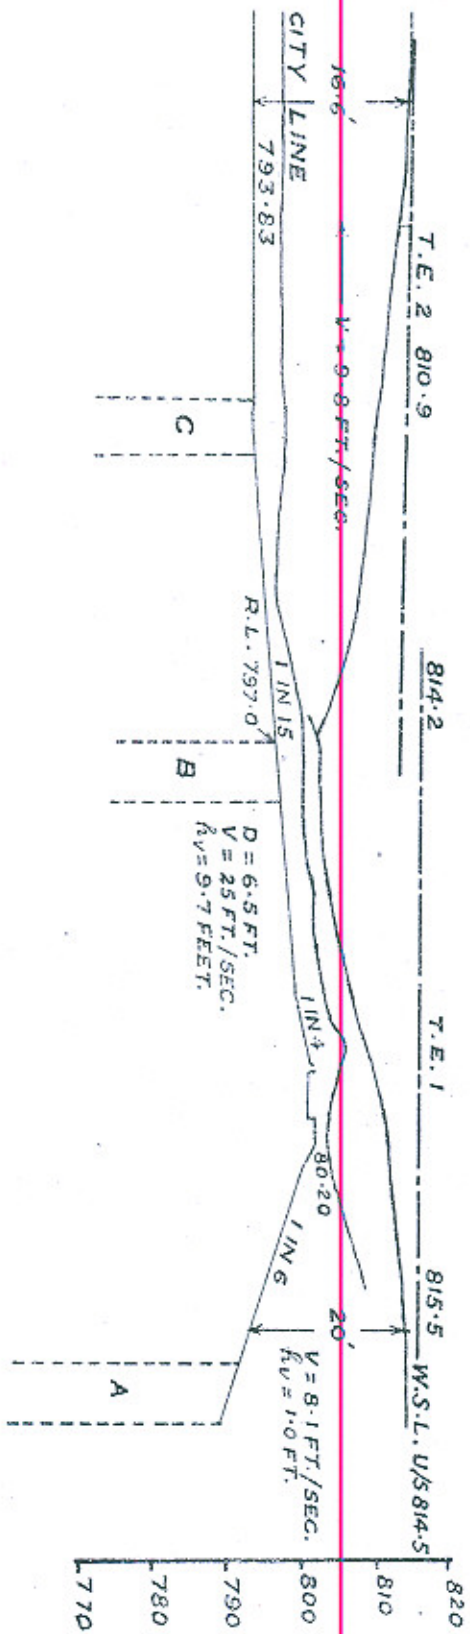 T.E. 2 810.9
814.2
T.E. 1
815.5
W.S.L. U/S 814.5
16.6'
V = 9.8 FT./SEC.
CITY LINE
793.83
R.L. 797.0
1 IN 15
1 IN 4
80.20
1 IN 6
20'
V = 8.1 FT./SEC.
hv = 1.0 FT.
D = 6.5 FT.
V = 25 FT./SEC.
hv = 9.7 FEET.
C
B
A
820
810
800
790
780
770